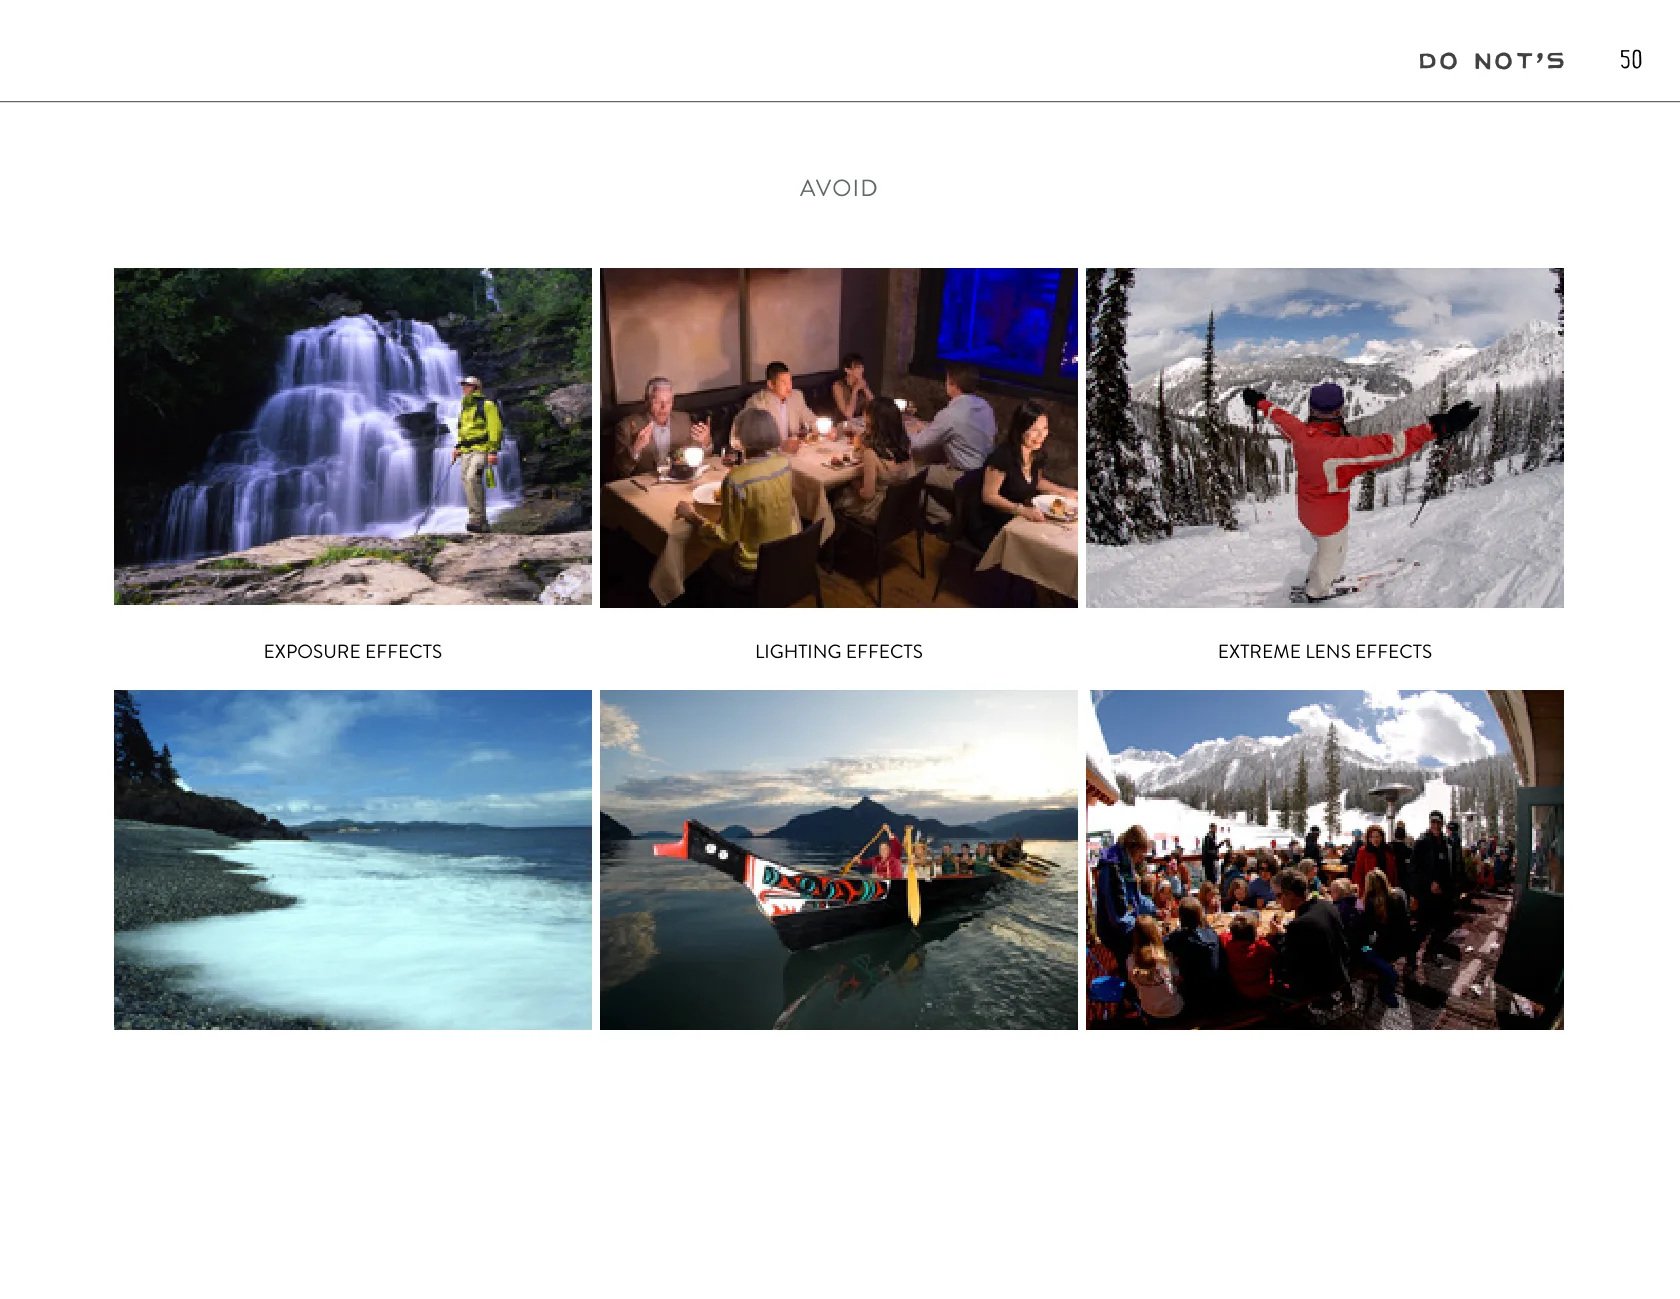 DO NOT'S 50
AVOID
EXPOSURE EFFECTS
LIGHTING EFFECTS
EXTREME LENS EFFECTS